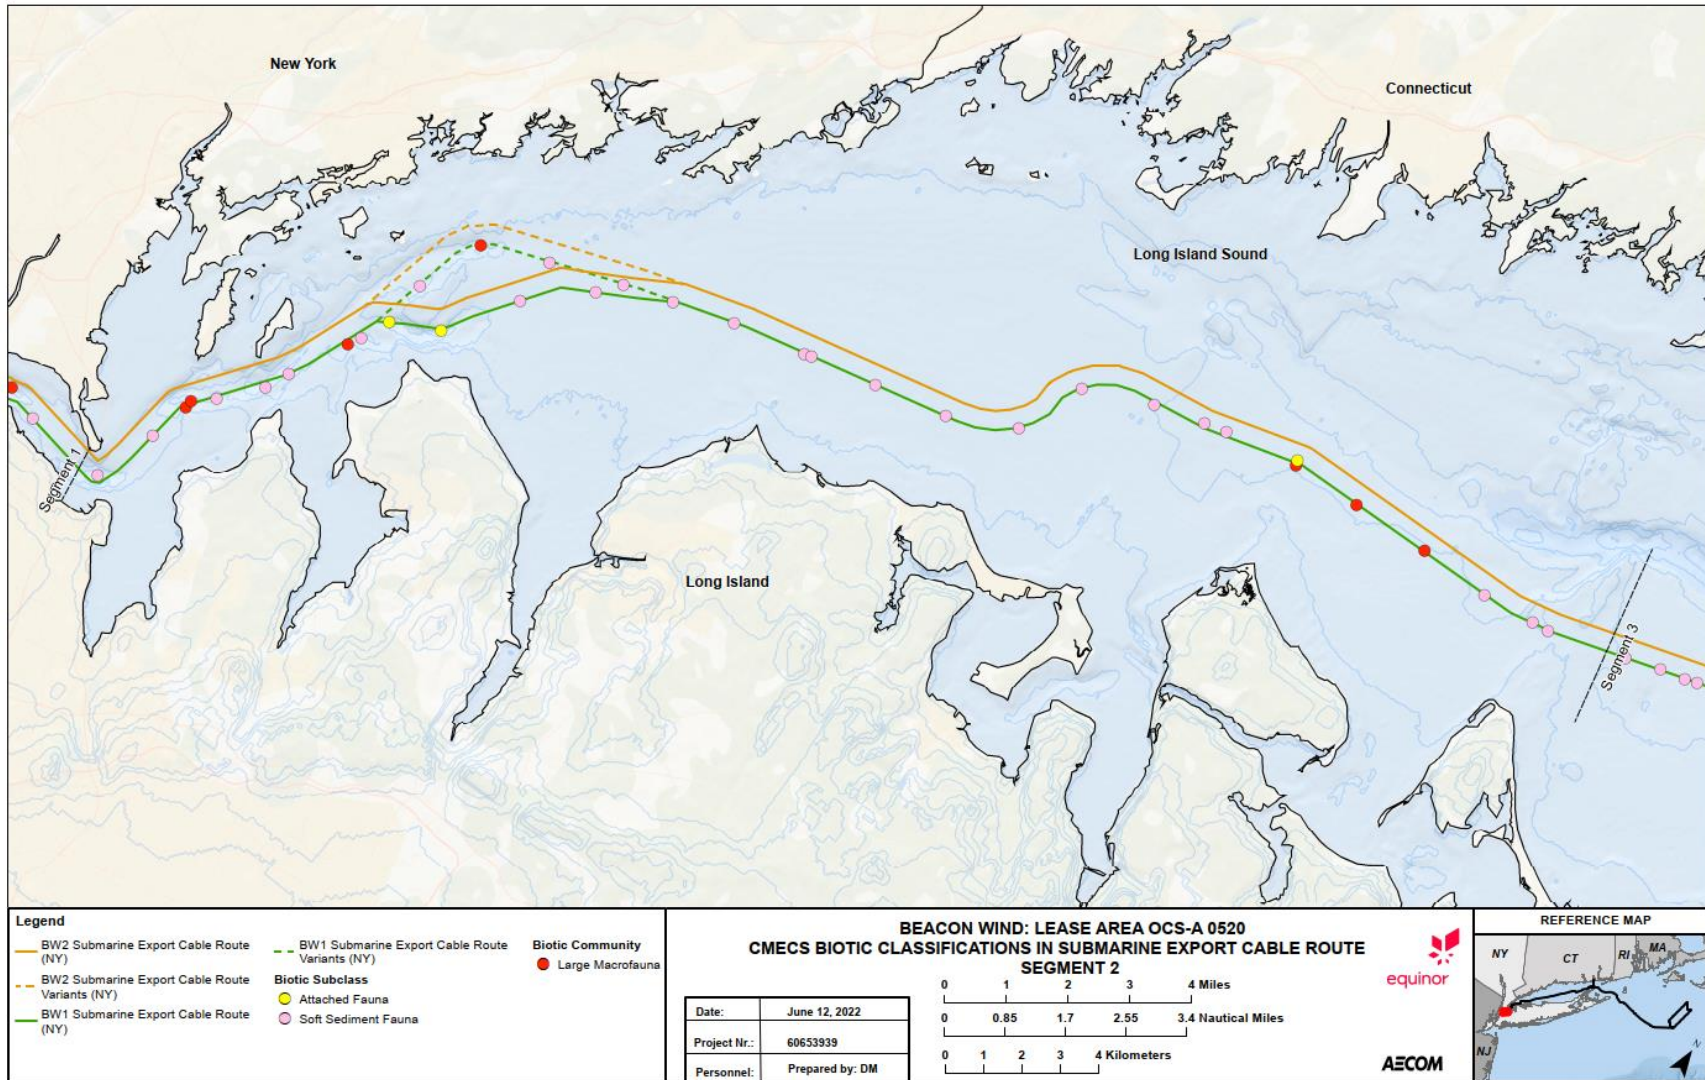 New York
Connecticut
Long Island Sound
Segment 1
Long Island
Segment 3
Legend
BW2 Submarine Export Cable Route
(NY)
BW2 Submarine Export Cable Route
Variants (NY)
BW1 Submarine Export Cable Route
(NY)
BW1 Submarine Export Cable Route
Variants (NY)
Biotic Subclass
Attached Fauna
Soft Sediment Fauna
Biotic Community
Large Macrofauna
BEACON WIND: LEASE AREA OCS-A 0520
CMECS BIOTIC CLASSIFICATIONS IN SUBMARINE EXPORT CABLE ROUTE
SEGMENT 2
0 1 2 3 4 Miles
0 0.85 1.7 2.55 3.4 Nautical Miles
0 1 2 3 4 Kilometers
Date: June 12, 2022
Project Nr.: 60653939
Personnel: Prepared by: DM
equinor
AECOM
REFERENCE MAP
NY
CT
RI
MA
NJ
N